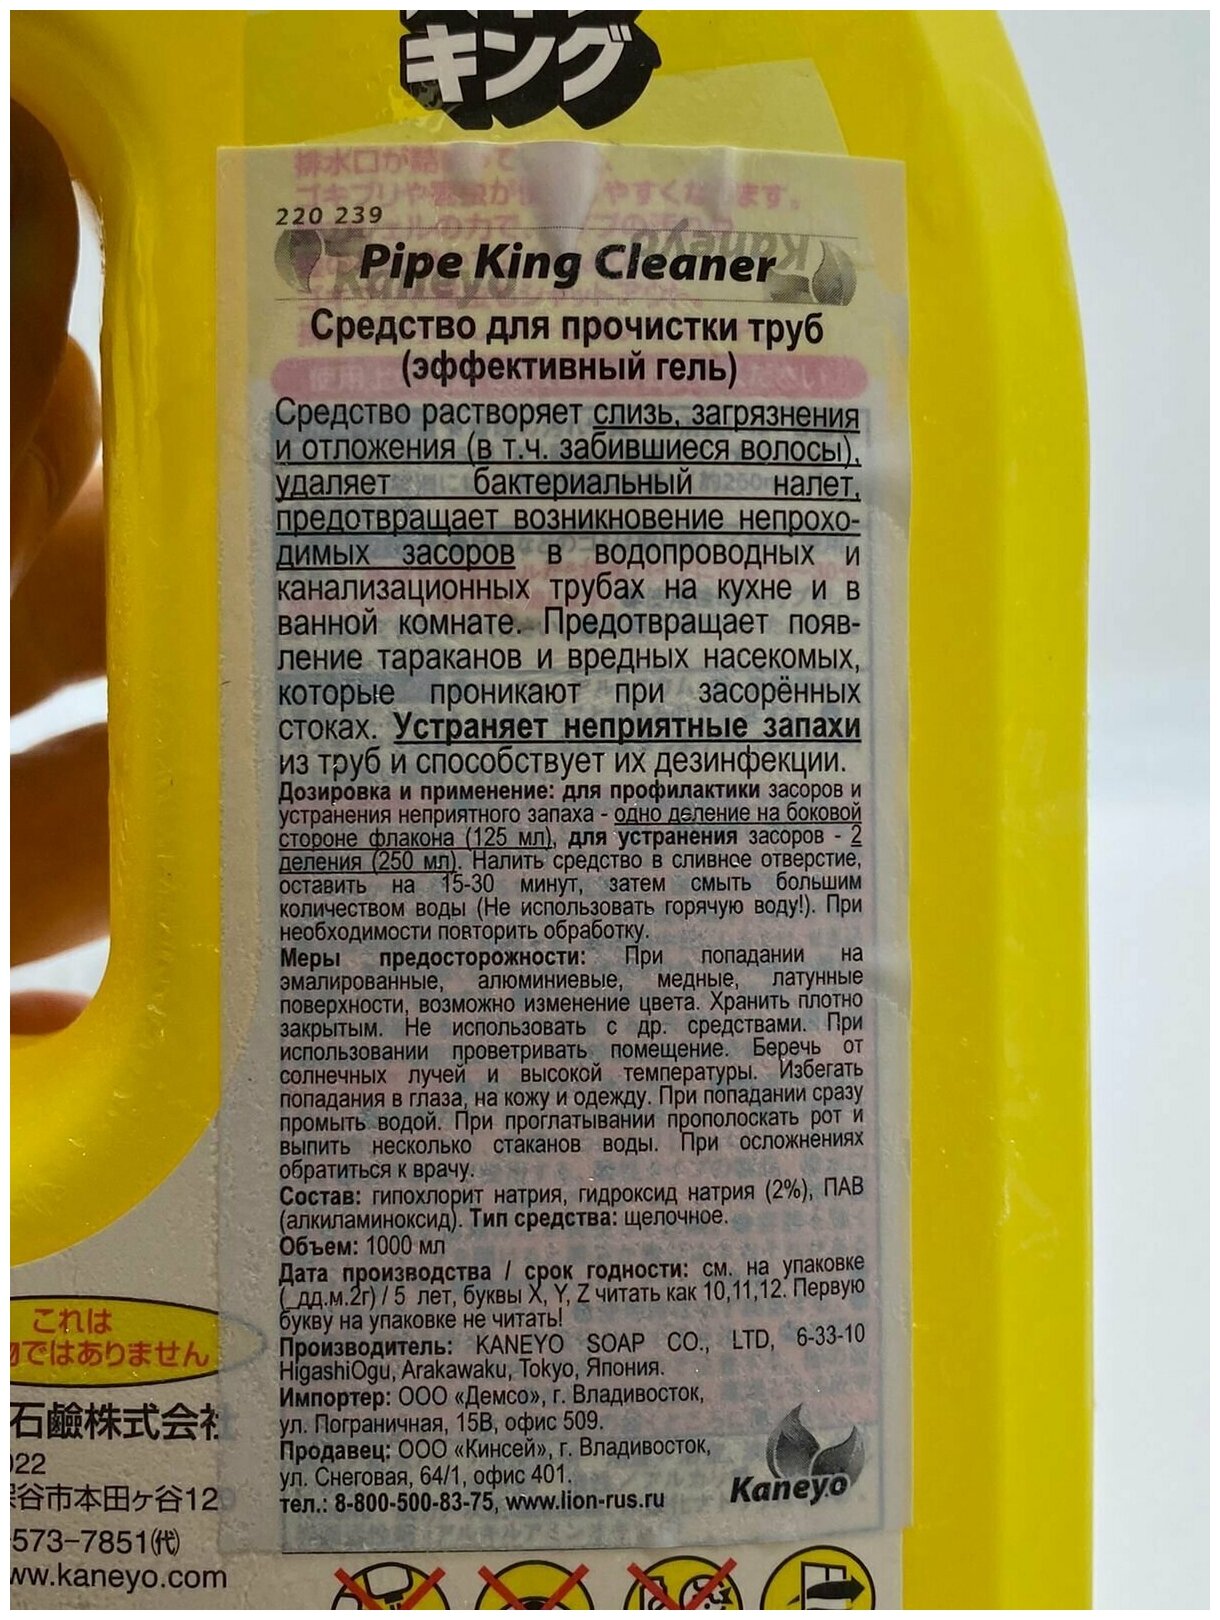 キング
220 239
Pipe King Cleaner
Средство для прочистки труб
(эффективный гель)
Средство растворяет слизь, загрязнения
и отложения (в т.ч. забившиеся волосы),
удаляет бактериальный налет,
предотвращает возникновение непрохо-
димых засоров в водопроводных и
канализационных трубах на кухне и в
ванной комнате. Предотвращает появ-
ление тараканов и вредных насекомых,
которые проникают при засорённых
стоках. Устраняет неприятные запахи
из труб и способствует их дезинфекции.
Дозировка и применение: для профилактики засоров и
устранения неприятного запаха - одно деление на боковой
стороне флакона (125 мл), для устранения засоров - 2
деления (250 мл). Налить средство в сливное отверстие,
оставить на 15-30 минут, затем смыть большим
количеством воды (Не использовать горячую воду!). При
необходимости повторить обработку.
Меры предосторожности: При попадании на
эмалированные, алюминиевые, медные, латунные
поверхности, возможно изменение цвета. Хранить плотно
закрытым. Не использовать с др. средствами. При
использовании проветривать помещение. Беречь от
солнечных лучей и высокой температуры. Избегать
попадания в глаза, на кожу и одежду. При попадании сразу
промыть водой. При проглатывании прополоскать рот и
выпить несколько стаканов воды. При осложнениях
обратиться к врачу.
Состав: гипохлорит натрия, гидроксид натрия (2%), ПАВ
(алкиламиноксид). Тип средства: щелочное.
Объем: 1000 мл
Дата производства / срок годности: см. на упаковке
(_дд.м.2г) / 5 лет, буквы X, Y, Z читать как 10,11,12. Первую
букву на упаковке не читать!
Производитель: KANEYO SOAP CO., LTD, 6-33-10
HigashiOgu, Arakawaku, Tokyo, Япония.
Импортер: ООО «Демсо», г. Владивосток,
ул. Пограничная, 15В, офис 509.
Продавец: ООО «Кинсей», г. Владивосток,
ул. Снеговая, 64/1, офис 401.
тел.: 8-800-500-83-75, www.lion-rus.ru
Kaneyo
これは
ではありません
石鹼株式会社
022
谷市本田ヶ谷12
-573-7851㈹
www.kaneyo.com